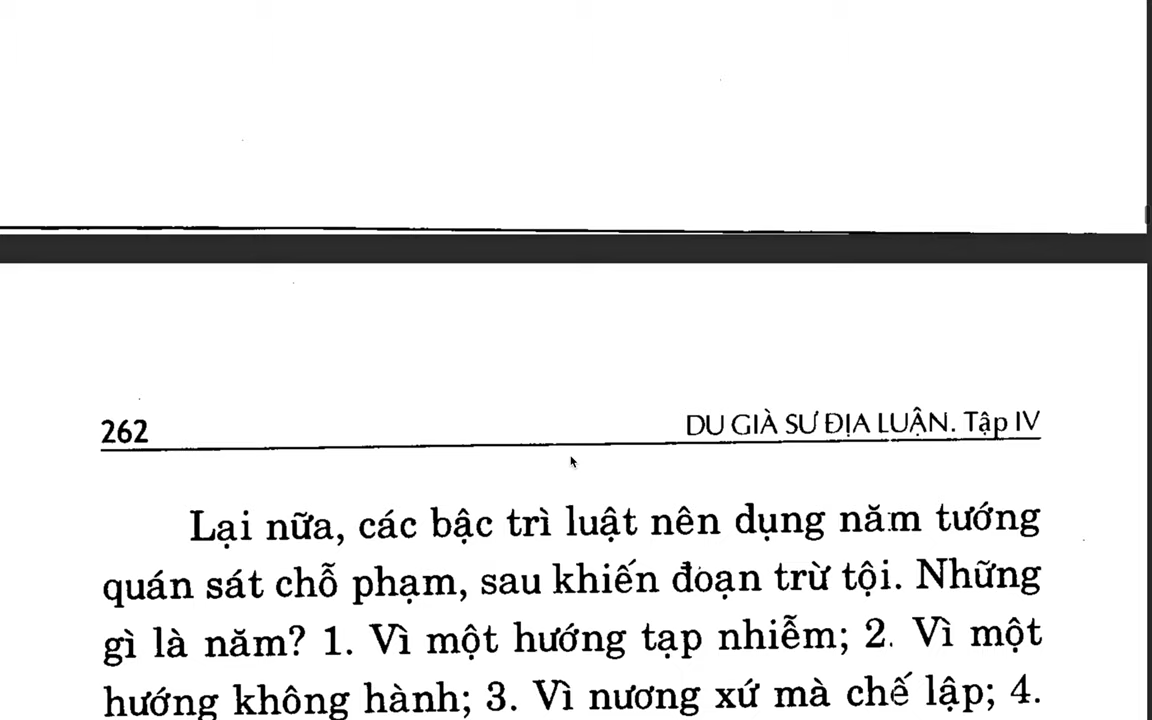 262
DU GIÀ SƯ ĐỊA LUẬN. Tập IV
Lại nữa, các bậc trì luật nên dụng năm tướng
quán sát chỗ phạm, sau khiến đoạn trừ tội. Những
gì là năm? 1. Vì một hướng tạp nhiễm; 2. Vì một
hướng không hành; 3. Vì nương xứ mà chế lập; 4.